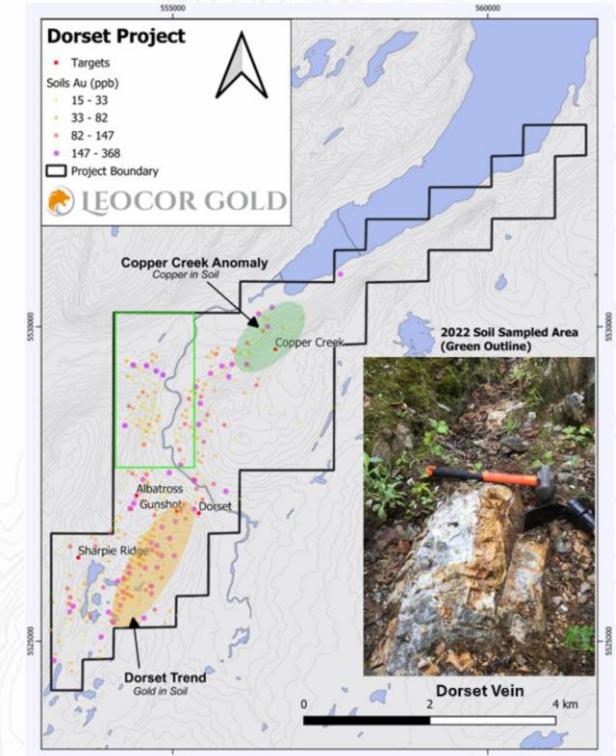 555000
560000
Dorset Project
Targets
Soils Au (ppb)
15 - 33
33 - 82
82 - 147
147 - 368
Project Boundary
LEOCOR GOLD
Copper Creek Anomaly
Copper in Soil
5530000
5530000
Copper Creek
2022 Soil Sampled Area
(Green Outline)
Albatross
Gunshot
Dorset
Sharpie Ridge
5525000
5525000
Dorset Trend
Gold in Soil
Dorset Vein
0 2 4 km